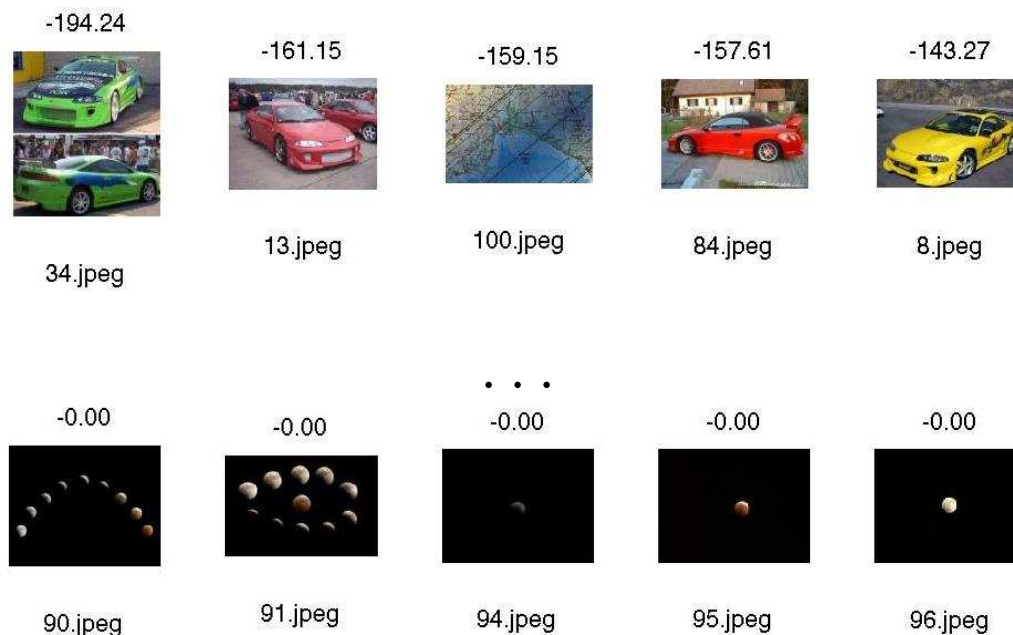 -194.24
-161.15
-159.15
-157.61
-143.27
34.jpeg
13.jpeg
100.jpeg
84.jpeg
8.jpeg
. . .
-0.00
-0.00
-0.00
-0.00
-0.00
90.jpeg
91.jpeg
94.jpeg
95.jpeg
96.jpeg